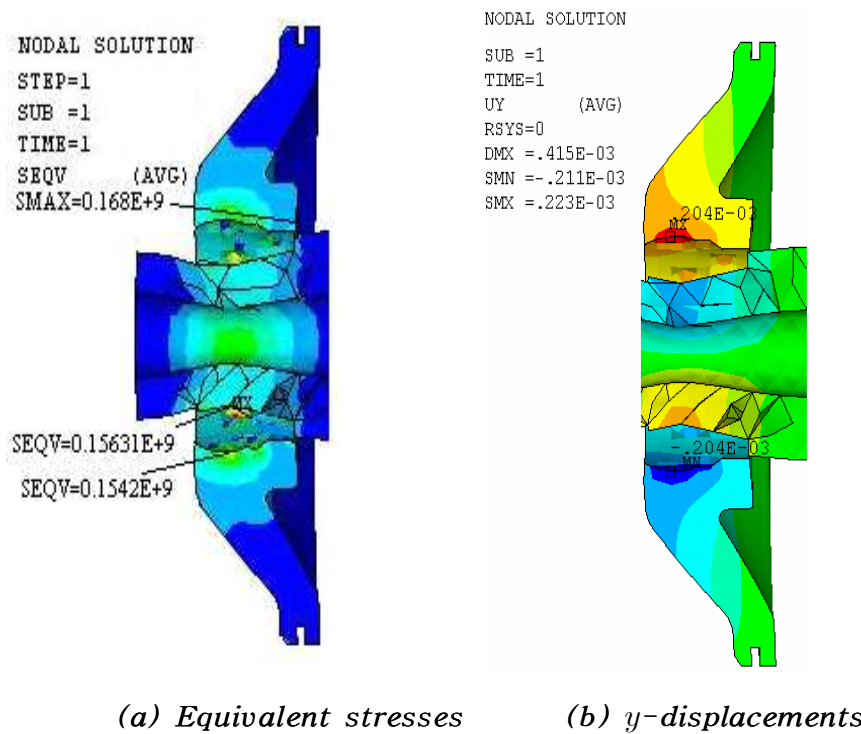 NODAL SOLUTION
STEP=1
SUB =1
TIME=1
SEQV (AVG)
SMAX=0.168E+9
MX
SEQV=0.15631E+9
SEQV=0.1542E+9
(a) Equivalent stresses
NODAL SOLUTION
SUB =1
TIME=1
UY (AVG)
RSYS=0
DMX =.415E-03
SMN =-.211E-03
SMX =.223E-03
.204E-03
MX
-.204E-03
MN
(b) y-displacements